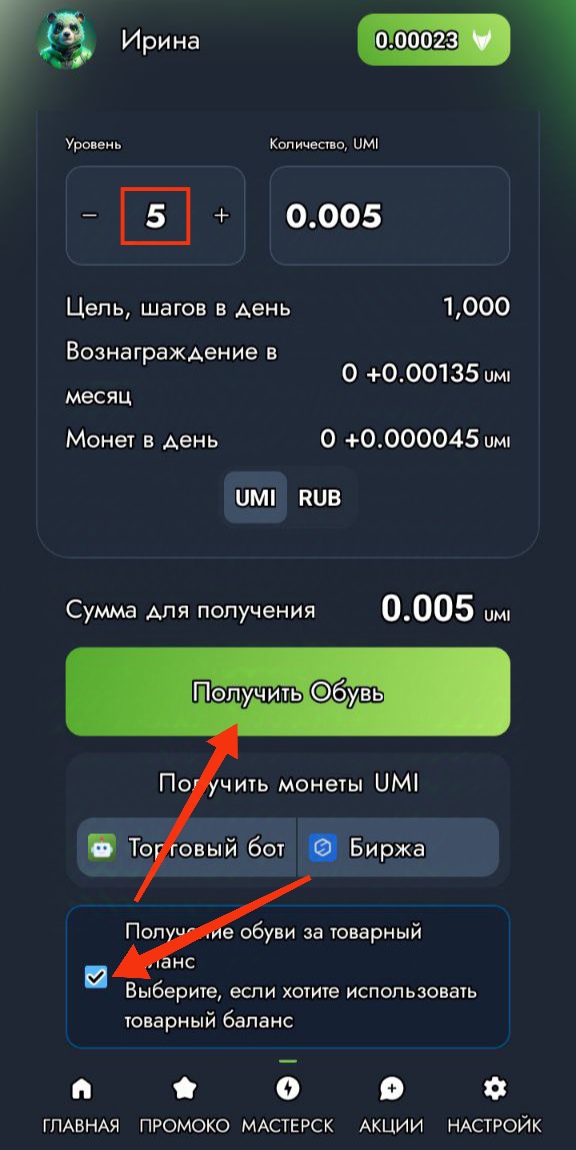 Ирина
0.00023
Уровень
Количество, UMI
− 5 +
0.005
Цель, шагов в день
1,000
Вознаграждение в
месяц
0 +0.00135 UMI
Монет в день
0 +0.000045 UMI
UMI RUB
Сумма для получения
0.005 UMI
Получить Обувь
Получить монеты UMI
Торговый бот
Биржа
Получение обуви за товарный
баланс
Выберите, если хотите использовать
товарный баланс
ГЛАВНАЯ
ПРОМОКО
МАСТЕРСК
АКЦИИ
НАСТРОЙК